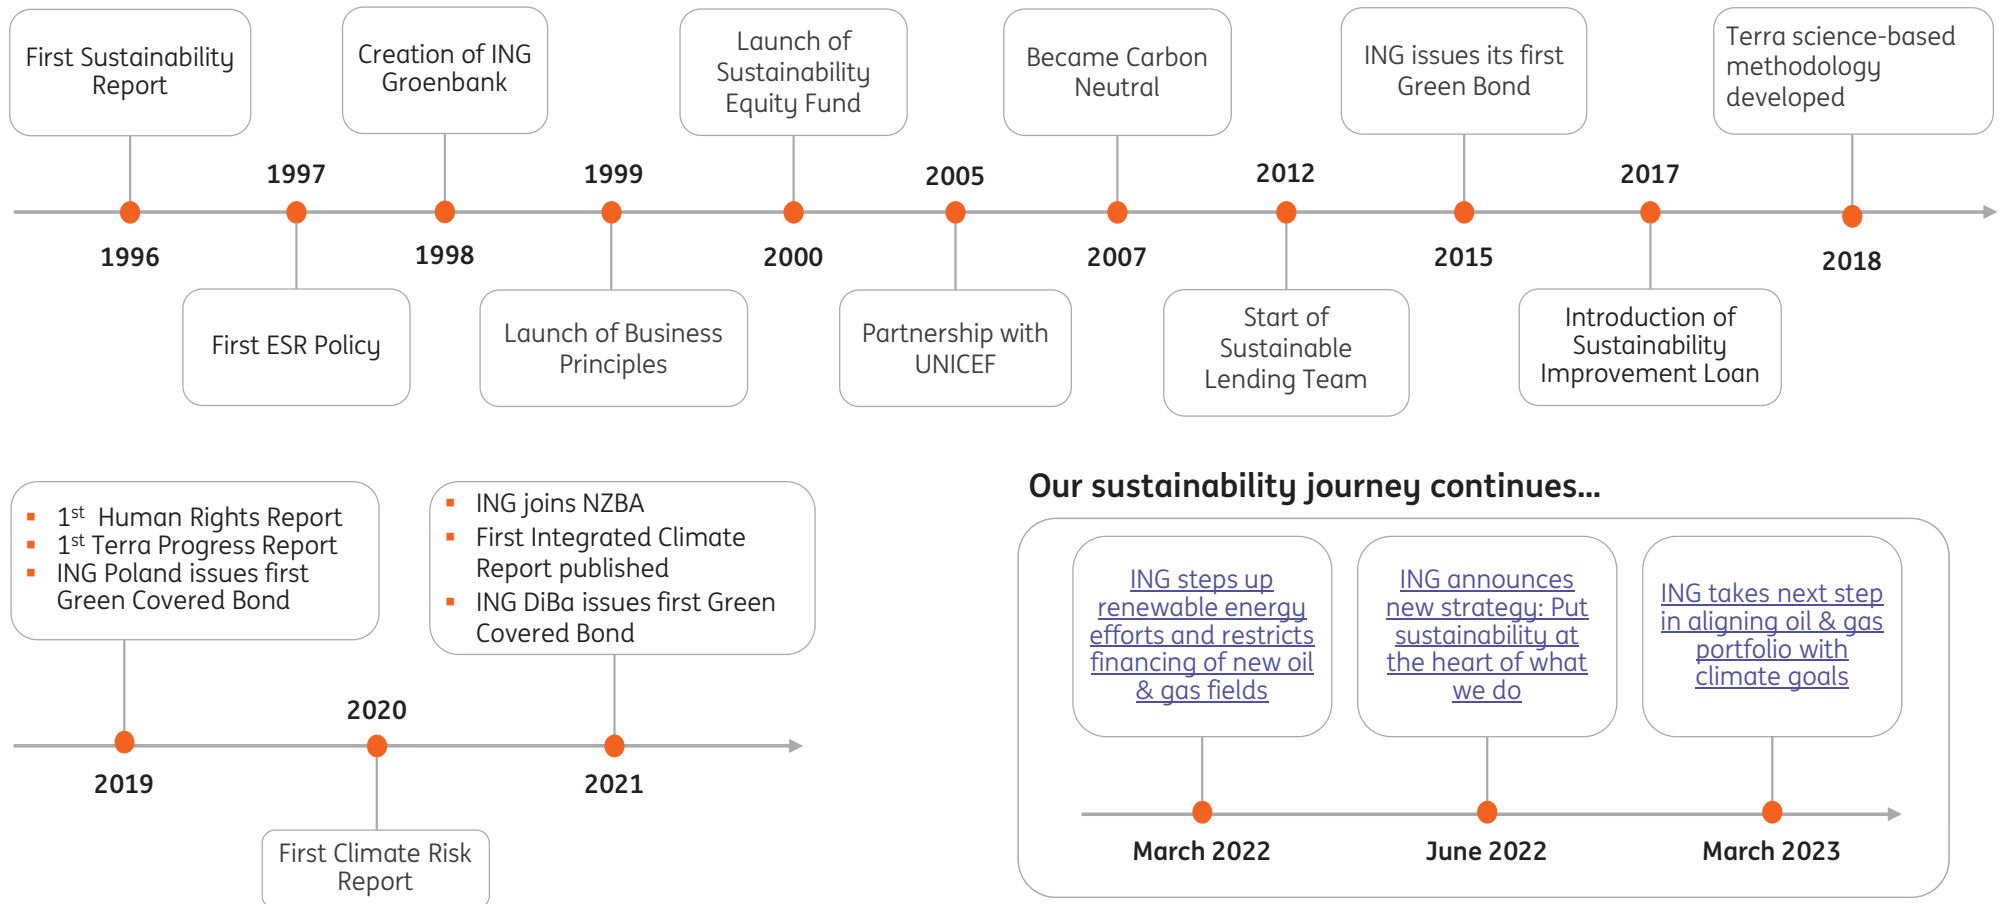 First Sustainability
Report
1996
1997
First ESR Policy
Creation of ING
Groenbank
1998
1999
Launch of Business
Principles
Launch of
Sustainability
Equity Fund
2000
2005
Partnership with
UNICEF
Became Carbon
Neutral
2007
2012
Start of
Sustainable
Lending Team
ING issues its first
Green Bond
2015
2017
Introduction of
Sustainability
Improvement Loan
Terra science-based
methodology
developed
2018
▪ 1st Human Rights Report
▪ 1st Terra Progress Report
▪ ING Poland issues first
Green Covered Bond
2019
2020
First Climate Risk
Report
▪ ING joins NZBA
▪ First Integrated Climate
Report published
▪ ING DiBa issues first Green
Covered Bond
2021
Our sustainability journey continues...
ING steps up
renewable energy
efforts and restricts
financing of new oil
& gas fields
March 2022
ING announces
new strategy: Put
sustainability at
the heart of what
we do
June 2022
ING takes next step
in aligning oil & gas
portfolio with
climate goals
March 2023